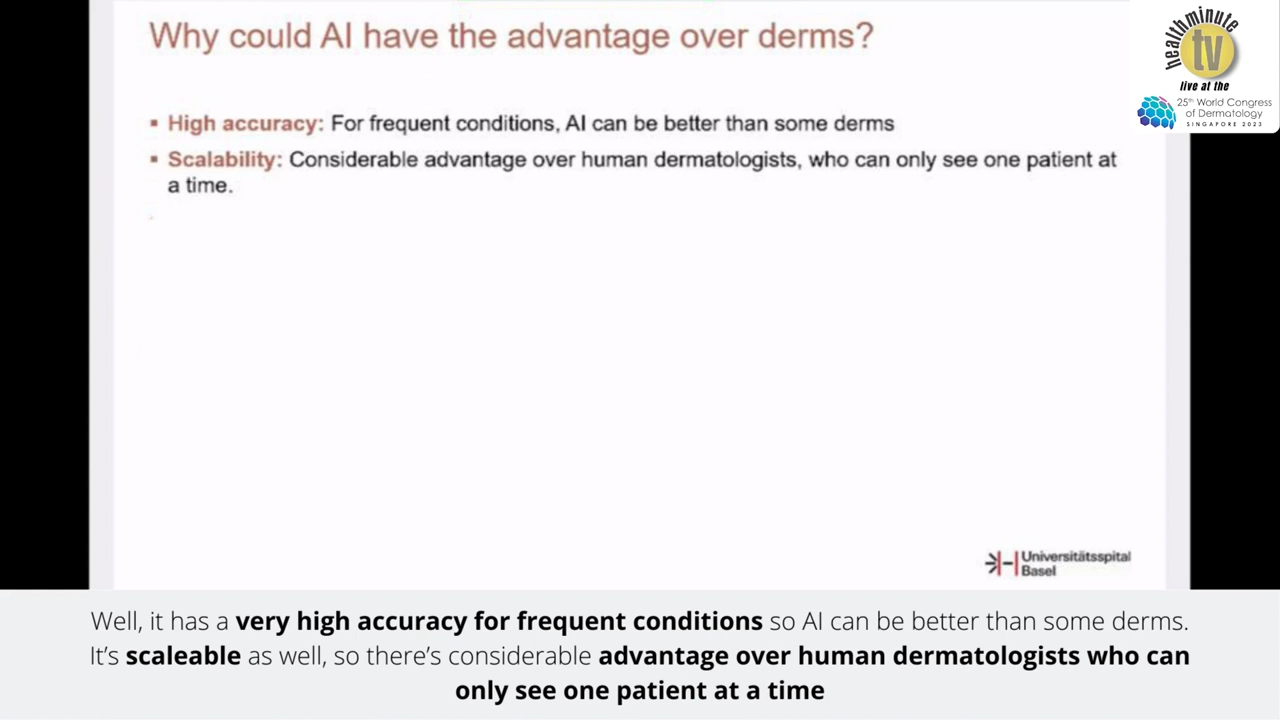 Why could AI have the advantage over derms?
healthminute
tv
live at the
25th World Congress
of Dermatology
SINGAPORE 2023
▪ High accuracy: For frequent conditions, AI can be better than some derms
▪ Scalability: Considerable advantage over human dermatologists, who can only see one patient at
a time.
Universitätsspital
Basel
Well, it has a very high accuracy for frequent conditions so AI can be better than some derms.
It’s scaleable as well, so there’s considerable advantage over human dermatologists who can
only see one patient at a time